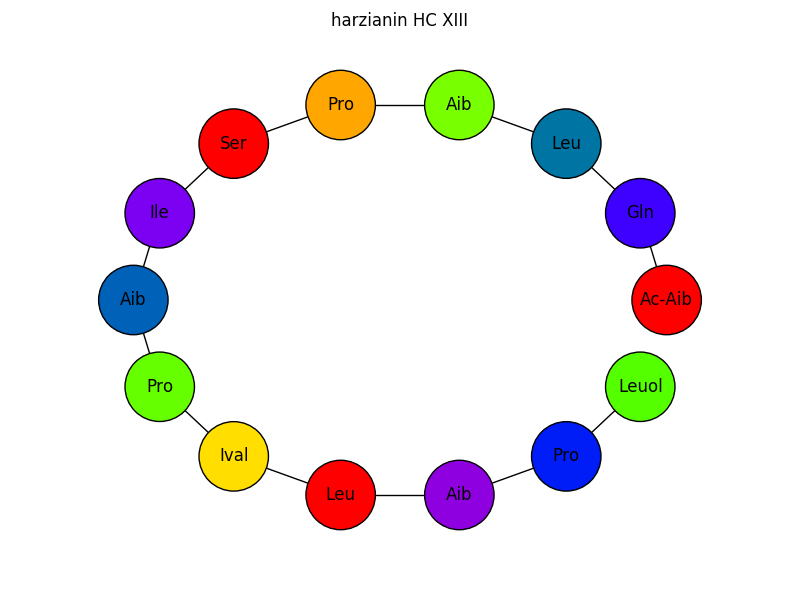 harzianin HC XIII
Pro
Aib
Ser
Leu
Ile
Gln
Aib
Ac-Aib
Pro
Leuol
Ival
Pro
Leu
Aib